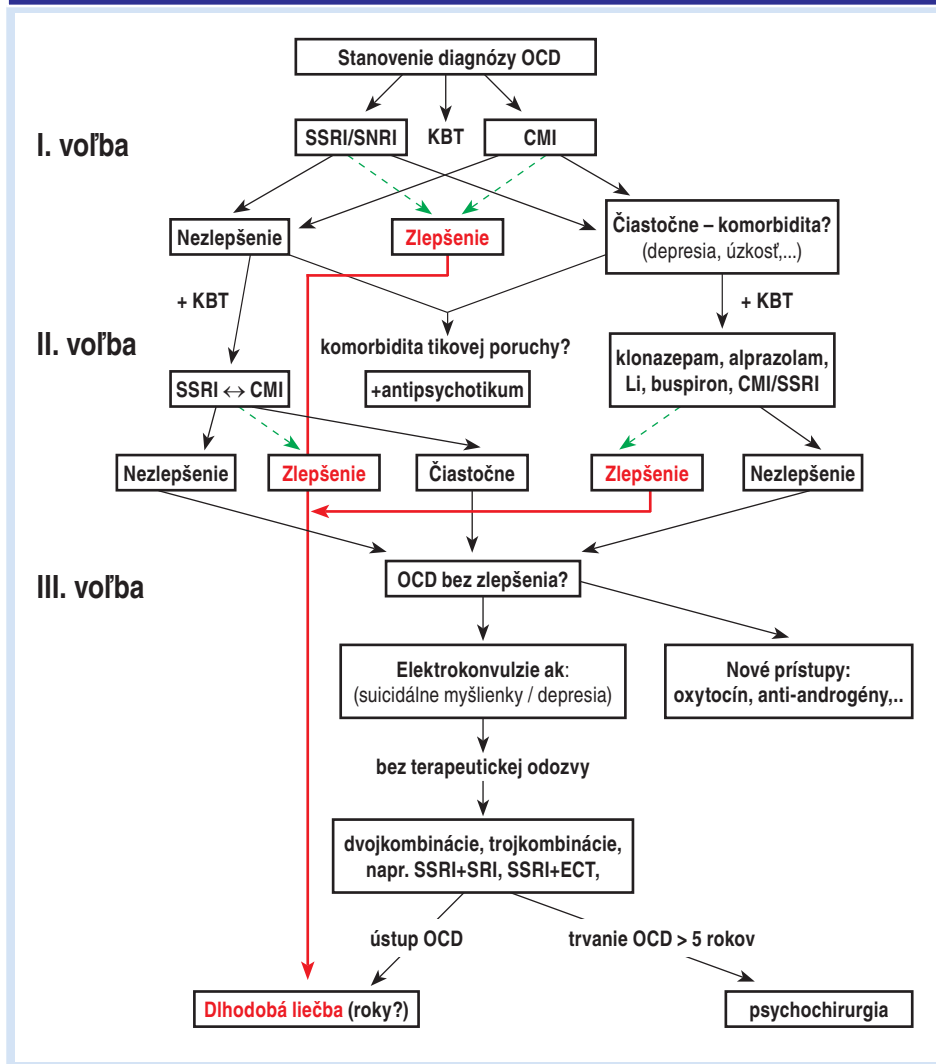 Stanovenie diagnózy OCD
I. voľba
SSRI/SNRI
KBT
CMI
Nezlepšenie
Zlepšenie
Čiastočne – komorbidita?
(depresia, úzkosť,...)
+ KBT
+ KBT
II. voľba
komorbidita tikovej poruchy?
klonazepam, alprazolam,
Li, buspiron, CMI/SSRI
SSRI ↔ CMI
+antipsychotikum
Nezlepšenie
Zlepšenie
Čiastočne
Zlepšenie
Nezlepšenie
III. voľba
OCD bez zlepšenia?
Elektrokonvulzie ak:
(suicidálne myšlienky / depresia)
Nové prístupy:
oxytocín, anti-androgény,..
bez terapeutickej odozvy
dvojkombinácie, trojkombinácie,
napr. SSRI+SRI, SSRI+ECT,
ústup OCD
trvanie OCD > 5 rokov
Dlhodobá liečba (roky?)
psychochirurgia